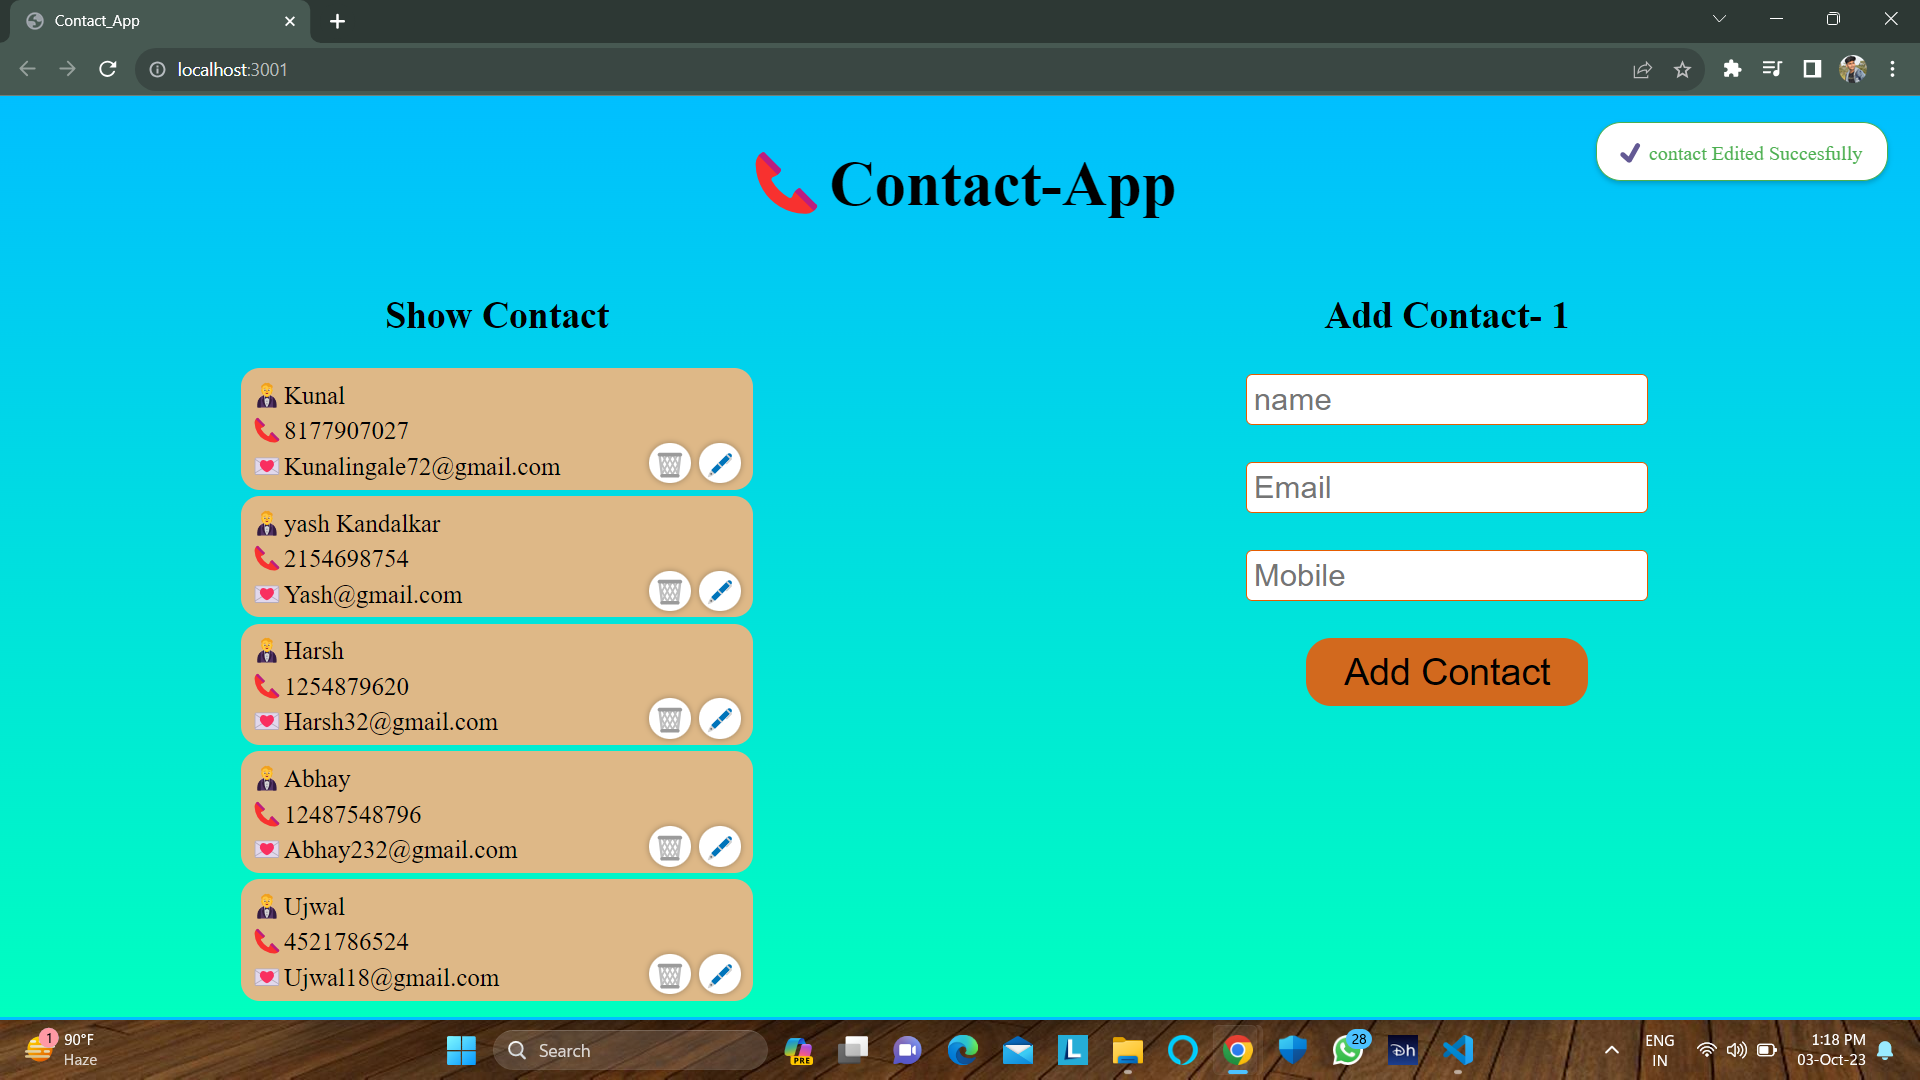 Contact_App
localhost:3001
contact Edited Succesfully
Contact-App
Show Contact
Kunal
8177907027
Kunalingale72@gmail.com
yash Kandalkar
2154698754
Yash@gmail.com
Harsh
1254879620
Harsh32@gmail.com
Abhay
12487548796
Abhay232@gmail.com
Ujwal
4521786524
Ujwal18@gmail.com
Add Contact- 1
name
Email
Mobile
Add Contact
1
90°F
Haze
Search
PRE
L
28
Dh
ENG
IN
1:18 PM
03-Oct-23